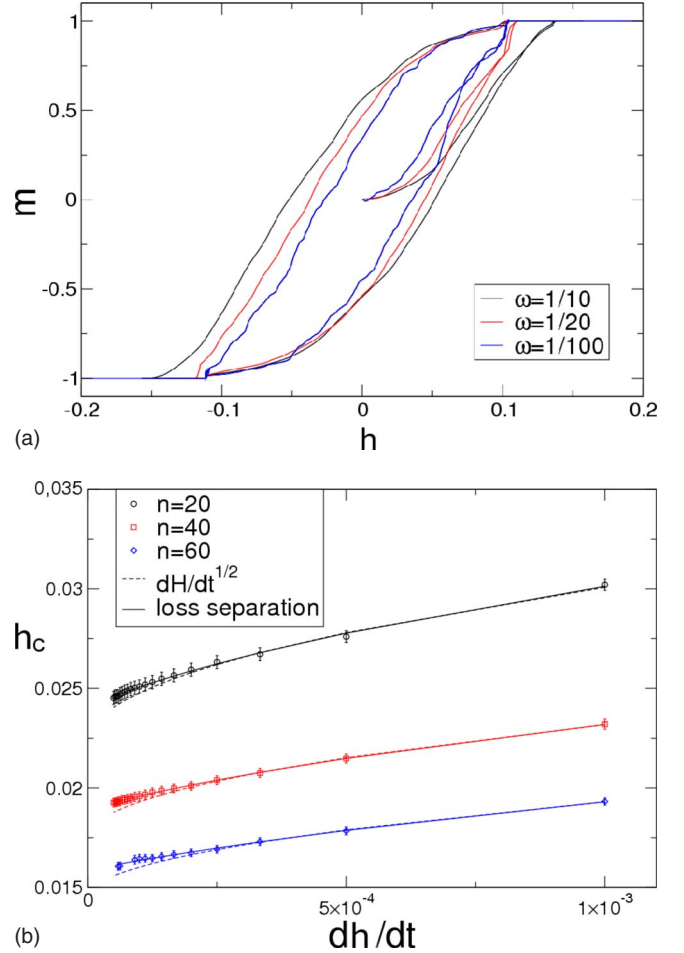 1
0.5
0
-0.5
-1
m
ω=1/10
ω=1/20
ω=1/100
-0.2 -0.1 0 0.1 0.2
(a)
h
0,035
0.03
0.025
0.02
0.015
hc
n=20
n=40
n=60
dH/dt^1/2
loss separation
0 5×10^-4 1×10^-3
(b)
dh/dt